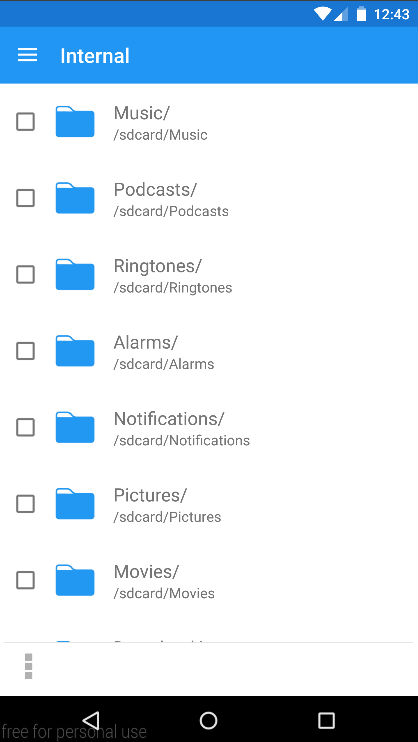 12:43
Internal
Music/
/sdcard/Music
Podcasts/
/sdcard/Podcasts
Ringtones/
/sdcard/Ringtones
Alarms/
/sdcard/Alarms
Notifications/
/sdcard/Notifications
Pictures/
/sdcard/Pictures
Movies/
/sdcard/Movies
free for personal use